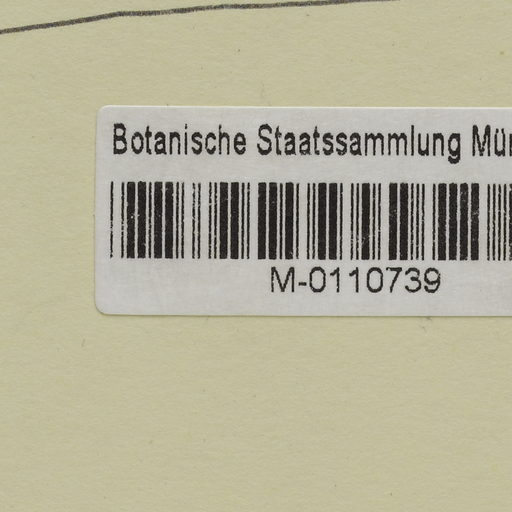 Botanische Staatssammlung Mün
M-0110739